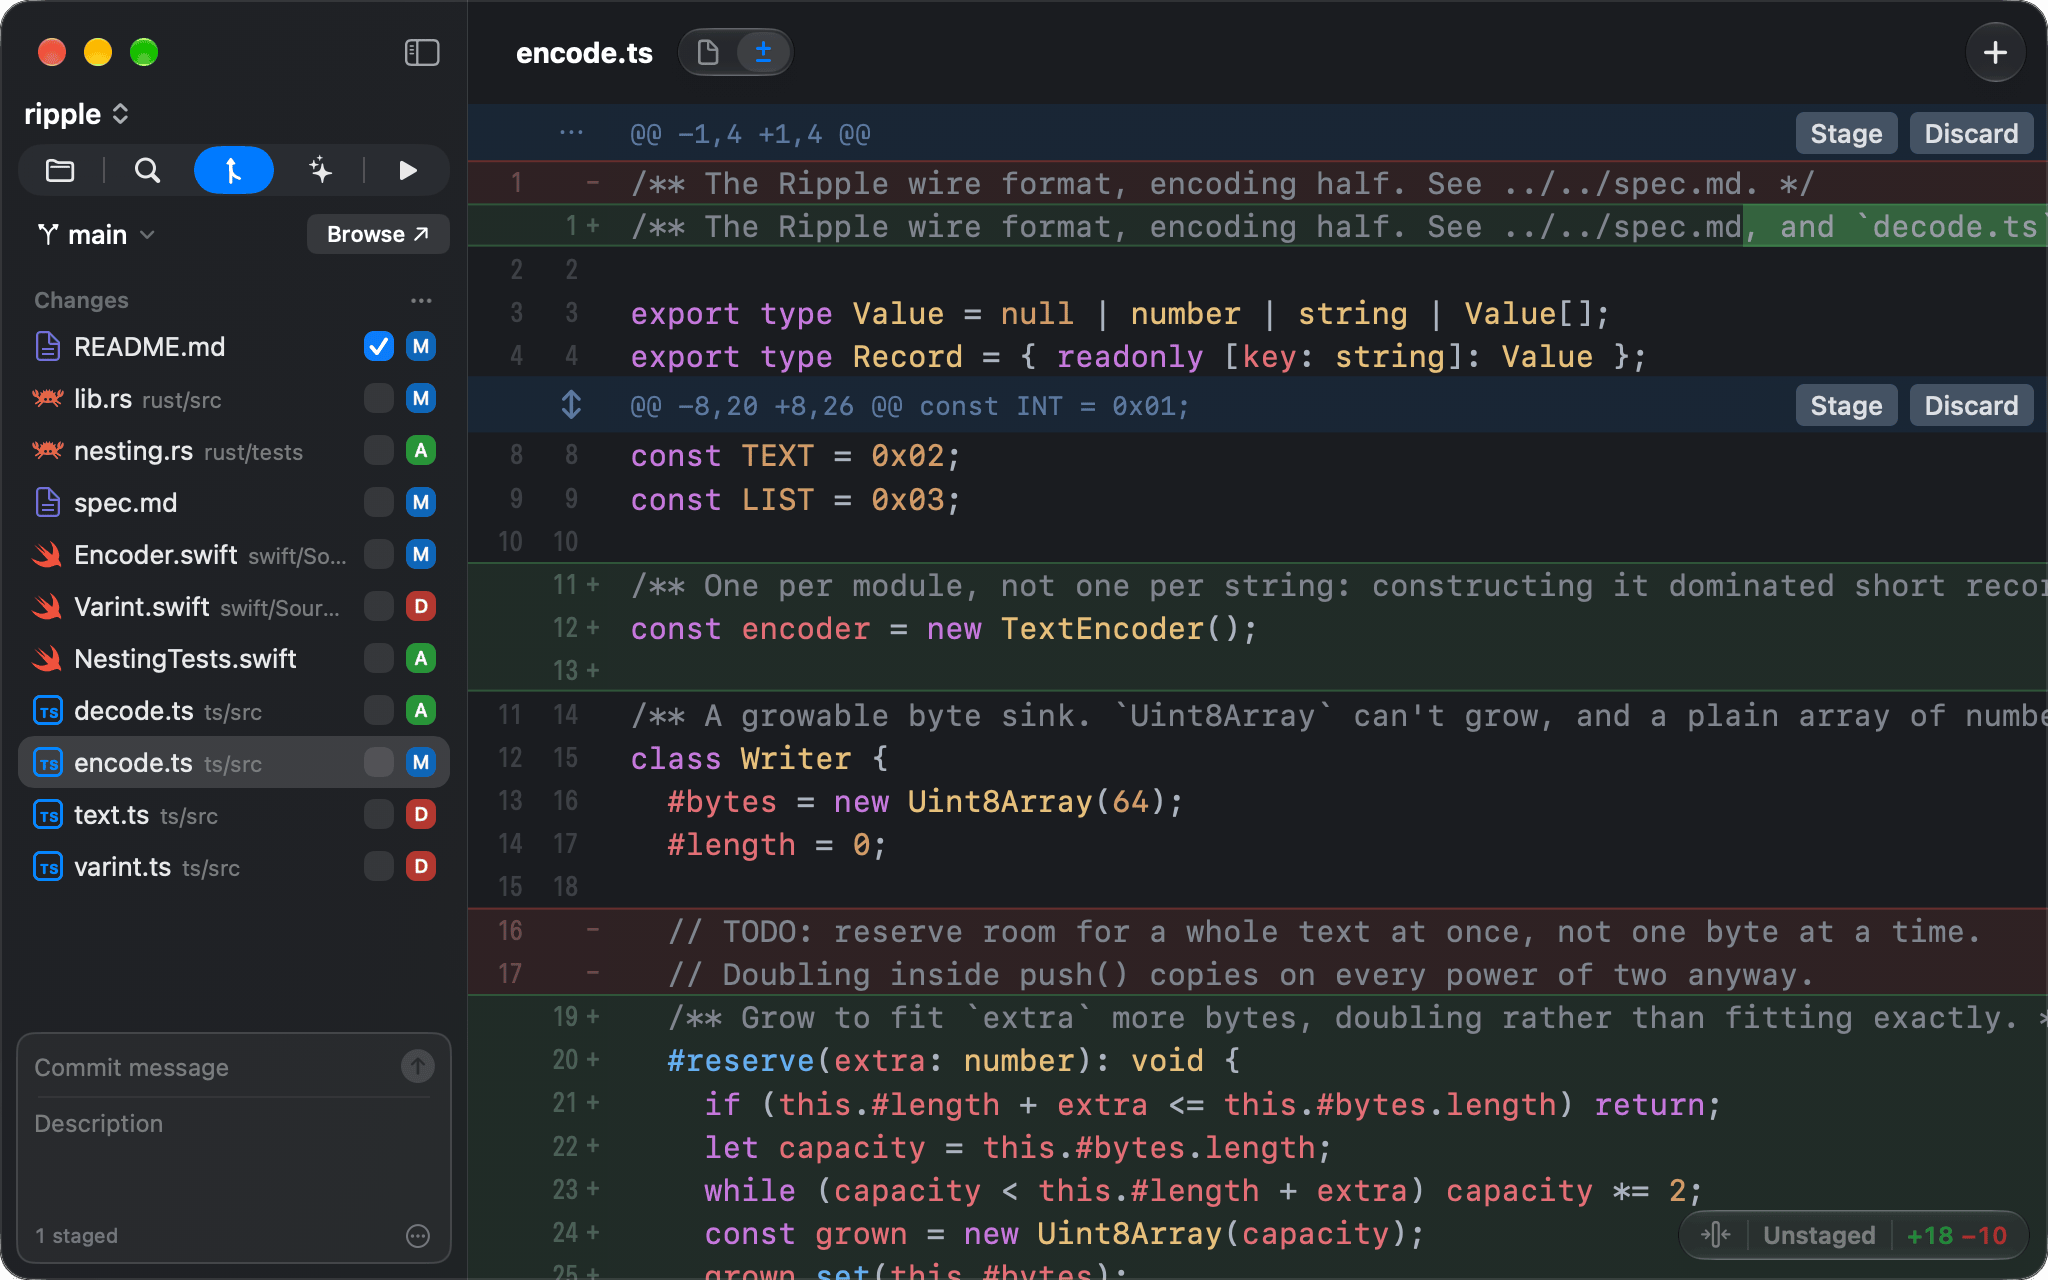 ripple
main
Browse
Changes
README.md M
lib.rs rust/src M
nesting.rs rust/tests A
spec.md M
Encoder.swift swift/So... M
Varint.swift swift/Sour... D
NestingTests.swift A
TS decode.ts ts/src A
TS encode.ts ts/src M
TS text.ts ts/src D
TS varint.ts ts/src D
Commit message
Description
1 staged
encode.ts
@@ -1,4 +1,4 @@ Stage Discard
1 - /** The Ripple wire format, encoding half. See ../../spec.md. */
1 + /** The Ripple wire format, encoding half. See ../../spec.md, and `decode.ts`
2 2
3 3 export type Value = null | number | string | Value[];
4 4 export type Record = { readonly [key: string]: Value };
@@ -8,20 +8,26 @@ const INT = 0x01; Stage Discard
8 8 const TEXT = 0x02;
9 9 const LIST = 0x03;
10 10
11 + /** One per module, not one per string: constructing it dominated short recor
12 + const encoder = new TextEncoder();
13 +
11 14 /** A growable byte sink. `Uint8Array` can't grow, and a plain array of numbe
12 15 class Writer {
13 16 #bytes = new Uint8Array(64);
14 17 #length = 0;
15 18
16 - // TODO: reserve room for a whole text at once, not one byte at a time.
17 - // Doubling inside push() copies on every power of two anyway.
19 + /** Grow to fit `extra` more bytes, doubling rather than fitting exactly. *
20 + #reserve(extra: number): void {
21 + if (this.#length + extra <= this.#bytes.length) return;
22 + let capacity = this.#bytes.length;
23 + while (capacity < this.#length + extra) capacity *= 2;
24 + const grown = new Uint8Array(capacity);
25 + grown.set(this.#bytes);
Unstaged +18 -10